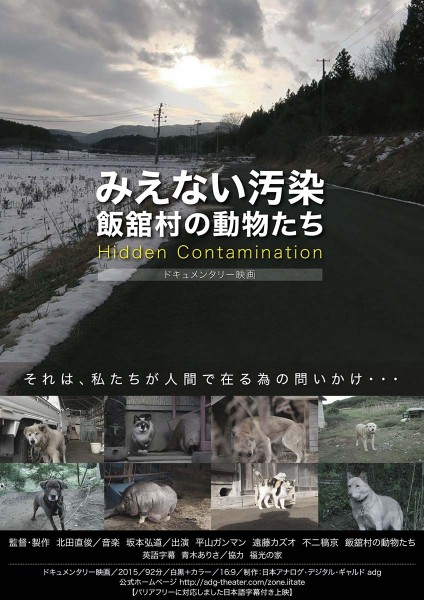 みえない汚染
飯舘村の動物たち
Hidden Contamination
ドキュメンタリー映画
それは、私たちが人間で在る為の問いかけ・・・
監督・製作 北田直俊／音楽 坂本弘道／出演 平山ガンマン 遠藤カズオ 不二稿京 飯舘村の動物たち
英語字幕 青木ありさ／協力 福光の家
ドキュメンタリー映画／2015／92分／白黒+カラー／16:9／制作:日本アナログ・デジタル・ギャルド adg
公式ホームページ http://adg-theater.com/zone.iitate
【バリアフリーに対応しました日本語字幕付き上映】